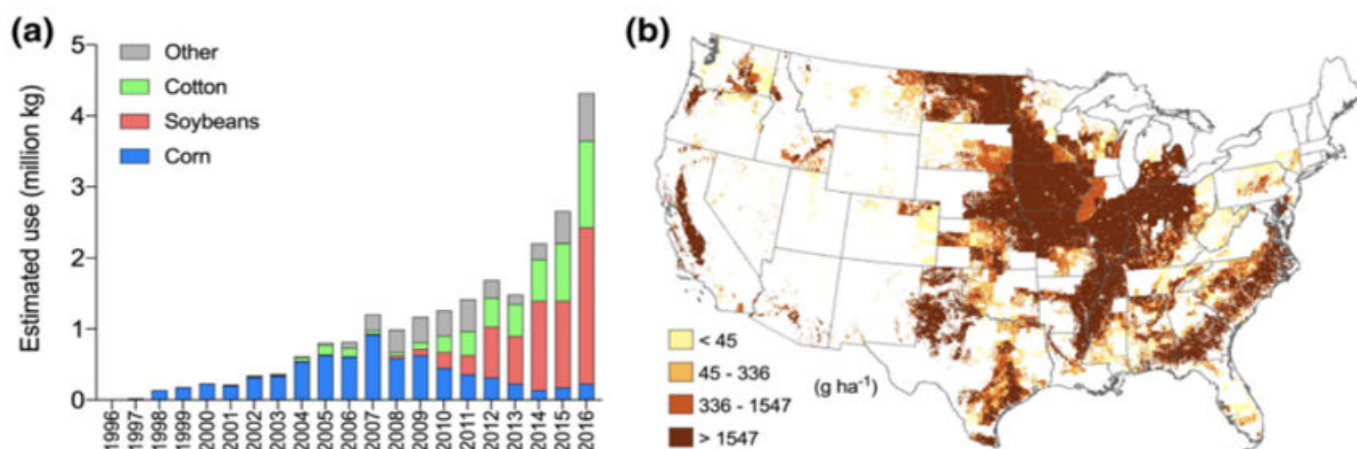 (a)
Estimated use (million kg)
5
4
3
2
1
0
Other
Cotton
Soybeans
Corn
1996
1997
1998
1999
2000
2001
2002
2003
2004
2005
2006
2007
2008
2009
2010
2011
2012
2013
2014
2015
2016
(b)
< 45
45 - 336
336 - 1547
> 1547
(g ha⁻¹)